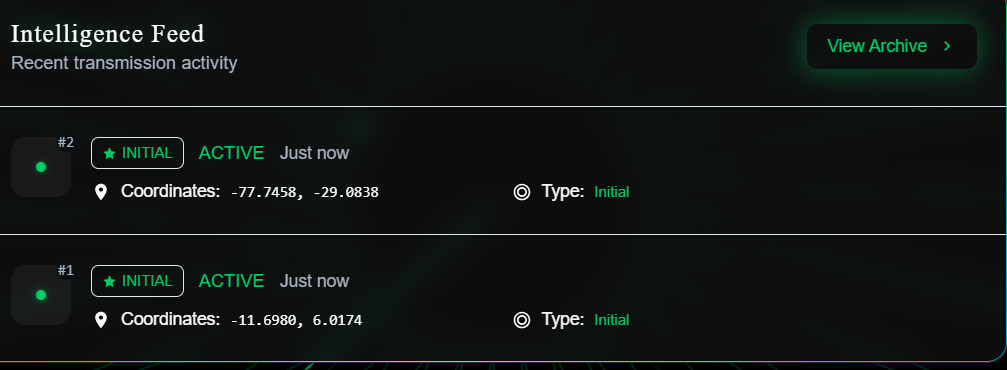 Intelligence Feed
Recent transmission activity
View Archive
#2
INITIAL ACTIVE Just now
Coordinates: -77.7458, -29.0838 Type: Initial
#1
INITIAL ACTIVE Just now
Coordinates: -11.6980, 6.0174 Type: Initial